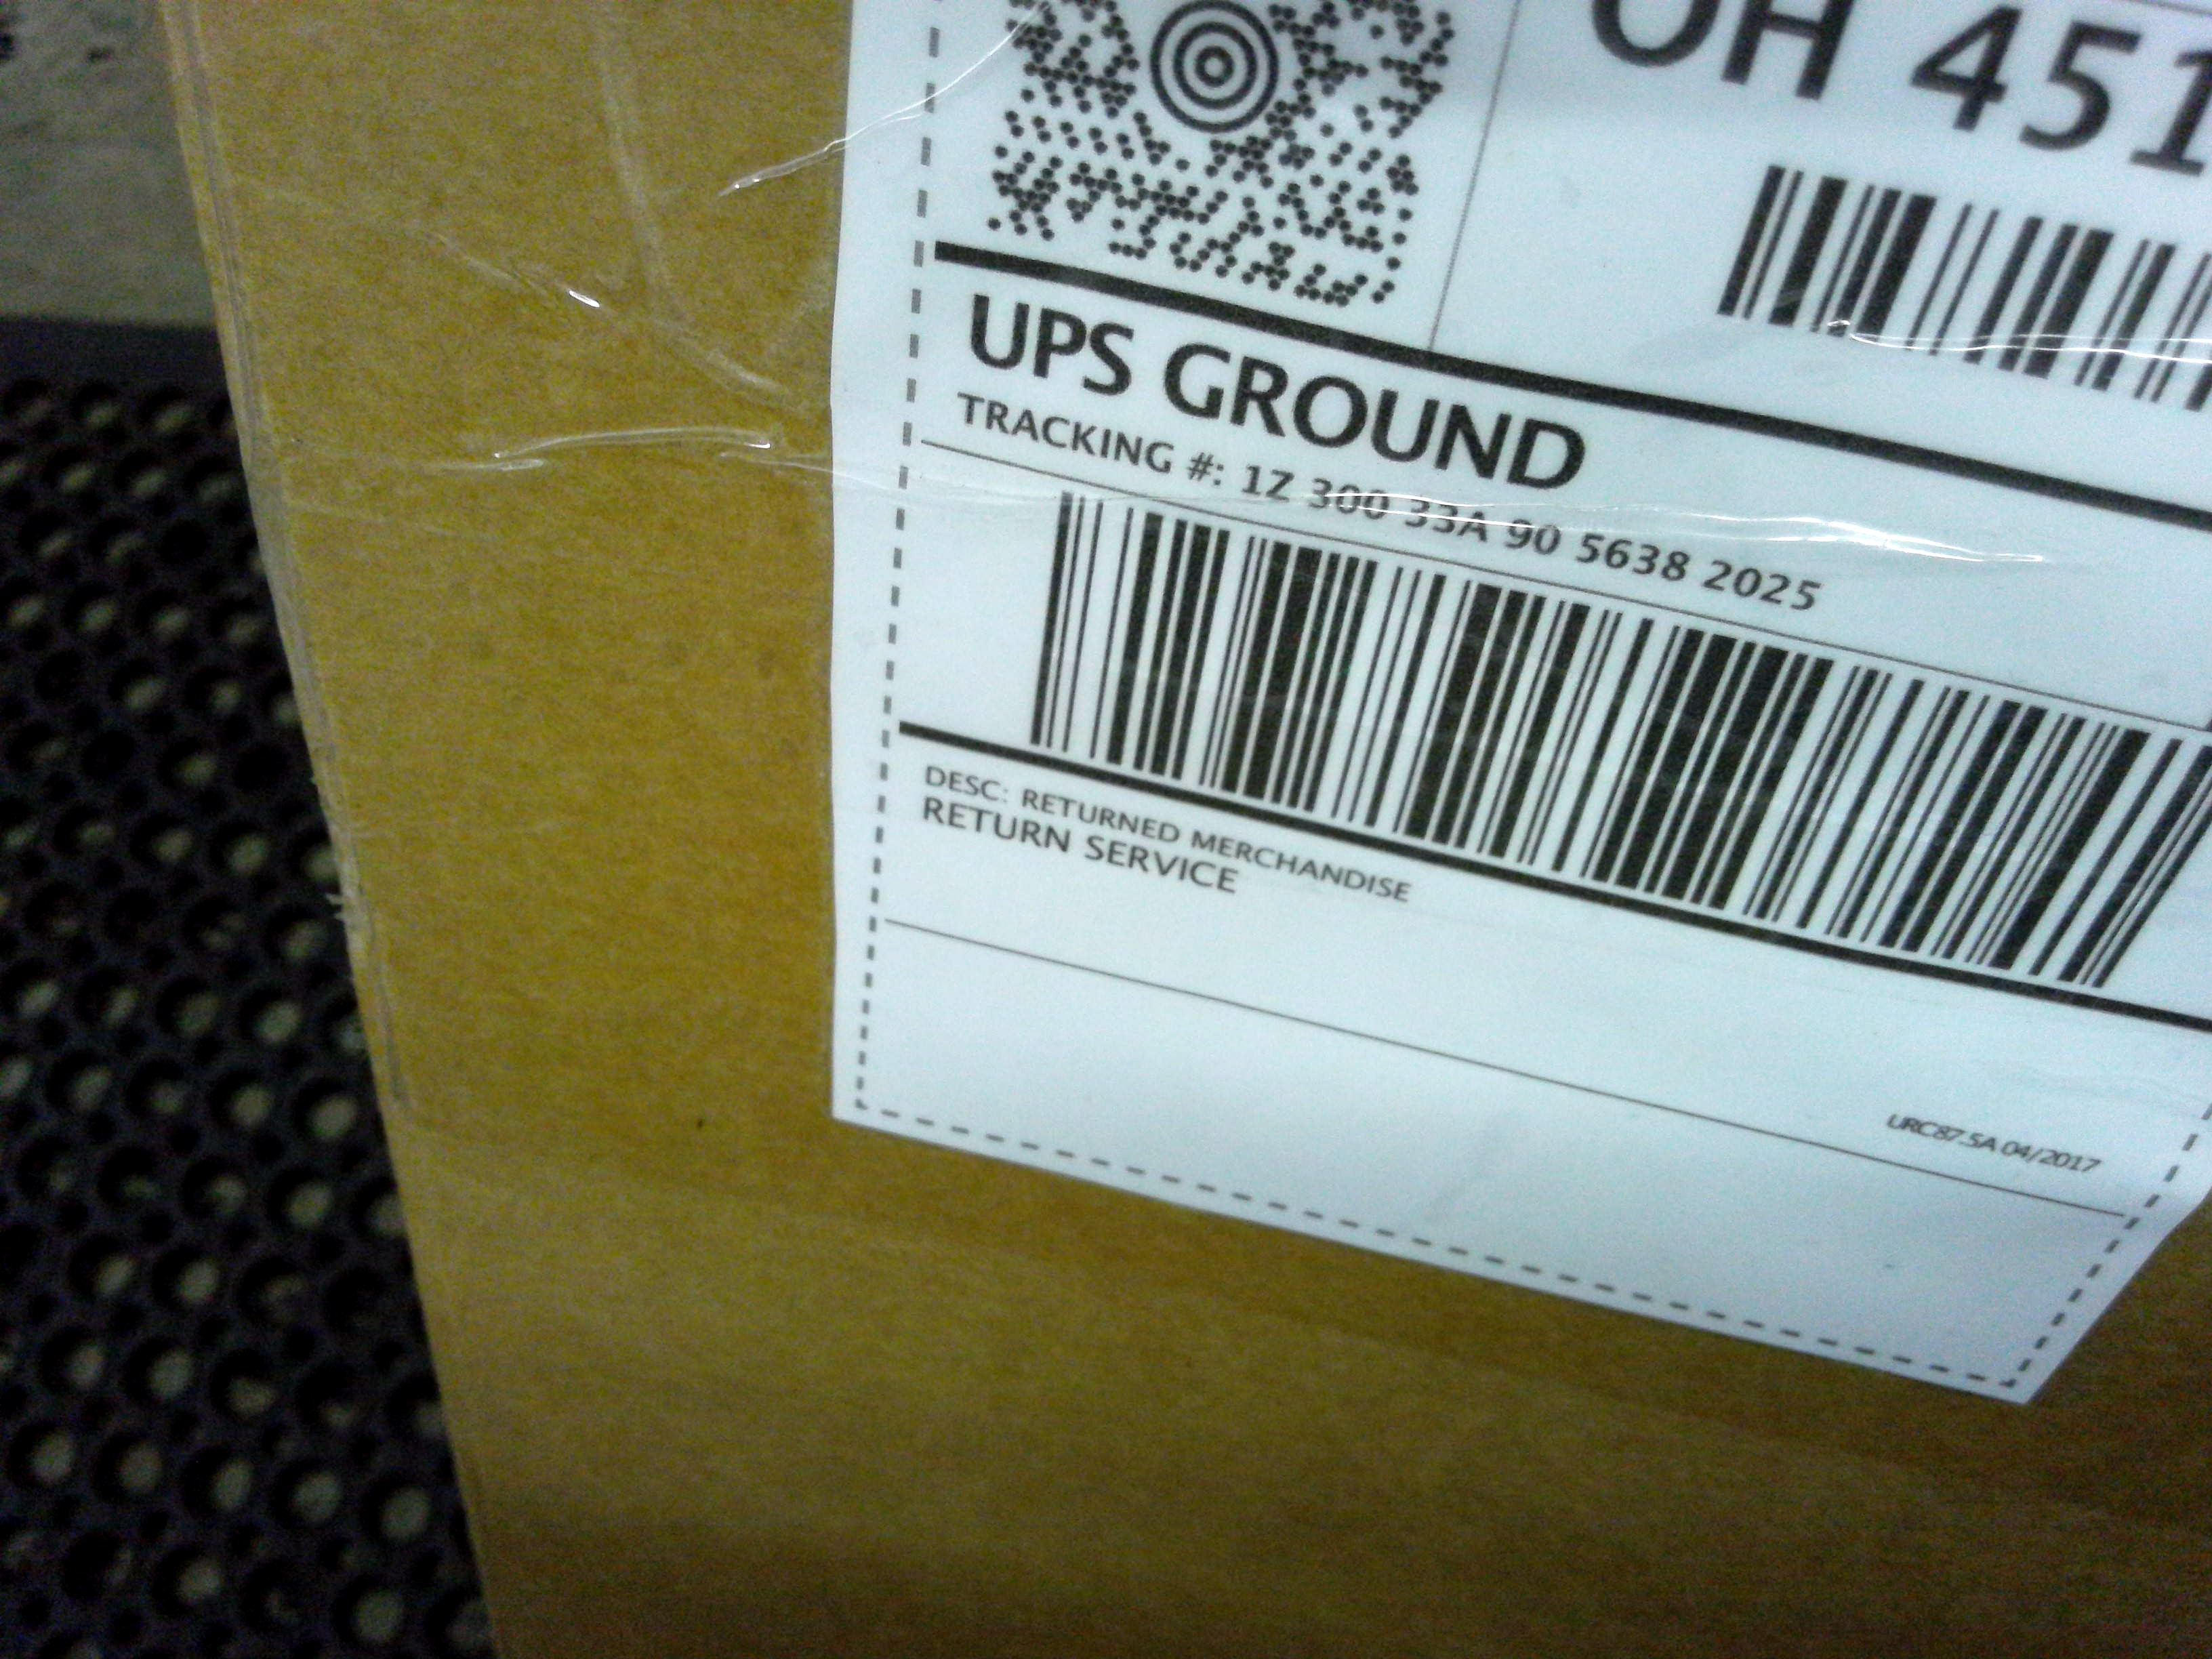 OH 451
UPS GROUND
TRACKING #: 1Z 300 33A 90 5638 2025
DESC: RETURNED MERCHANDISE
RETURN SERVICE
URC87.5A 04/2017